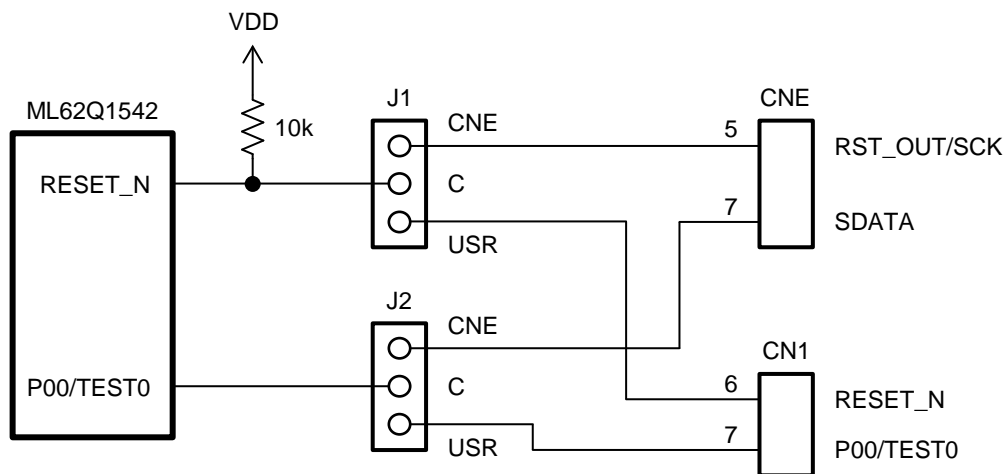 VDD
ML62Q1542
10k
J1
CNE
CNE
5
RST_OUT/SCK
RESET_N
C
7
SDATA
USR
J2
CNE
CN1
P00/TEST0
C
6
RESET_N
USR
7
P00/TEST0